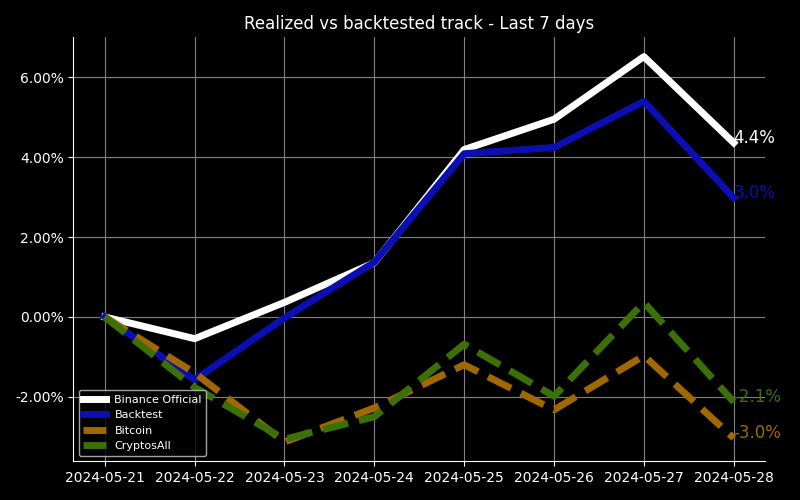 Realized vs backtested track - Last 7 days
6.00%
4.00%
2.00%
0.00%
-2.00%
4.4%
3.0%
-2.1%
-3.0%
Binance Official
Backtest
Bitcoin
CryptosAll
2024-05-21 2024-05-22 2024-05-23 2024-05-24 2024-05-25 2024-05-26 2024-05-27 2024-05-28